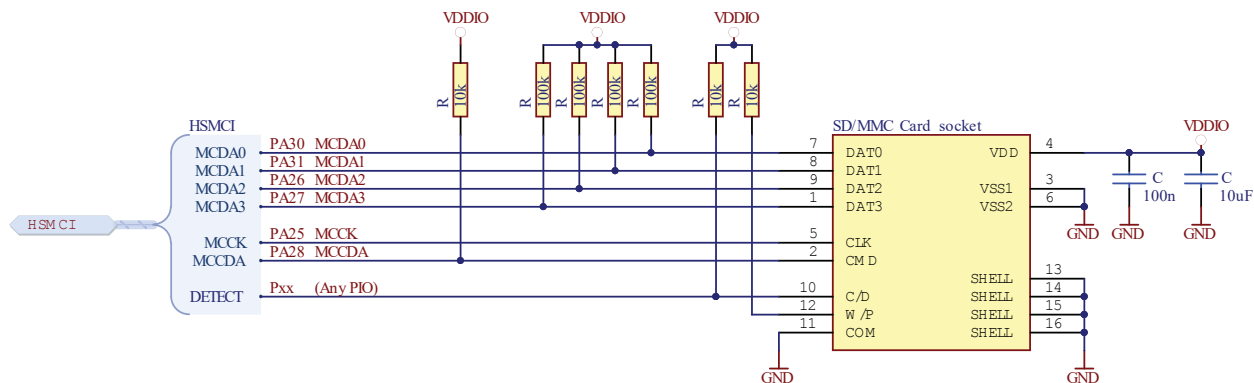 VDDIO VDDIO VDDIO
R 10k R 100k R 100k R 100k R 100k R 10k R 10k
HSMCI SD/MMC Card socket VDDIO
MCDA0 PA30 MCDA0 7 DAT0 VDD 4
MCDA1 PA31 MCDA1 8 DAT1
MCDA2 PA26 MCDA2 9 DAT2 VSS1 3 C 100n C 10uF
MCDA3 PA27 MCDA3 1 DAT3 VSS2 6
HSMCI
GND GND GND
MCCK PA25 MCCK 5 CLK
MCCDA PA28 MCCDA 2 CMD
SHELL 13
DETECT Pxx (Any PIO) 10 C/D SHELL 14
12 W/P SHELL 15
11 COM SHELL 16
GND GND